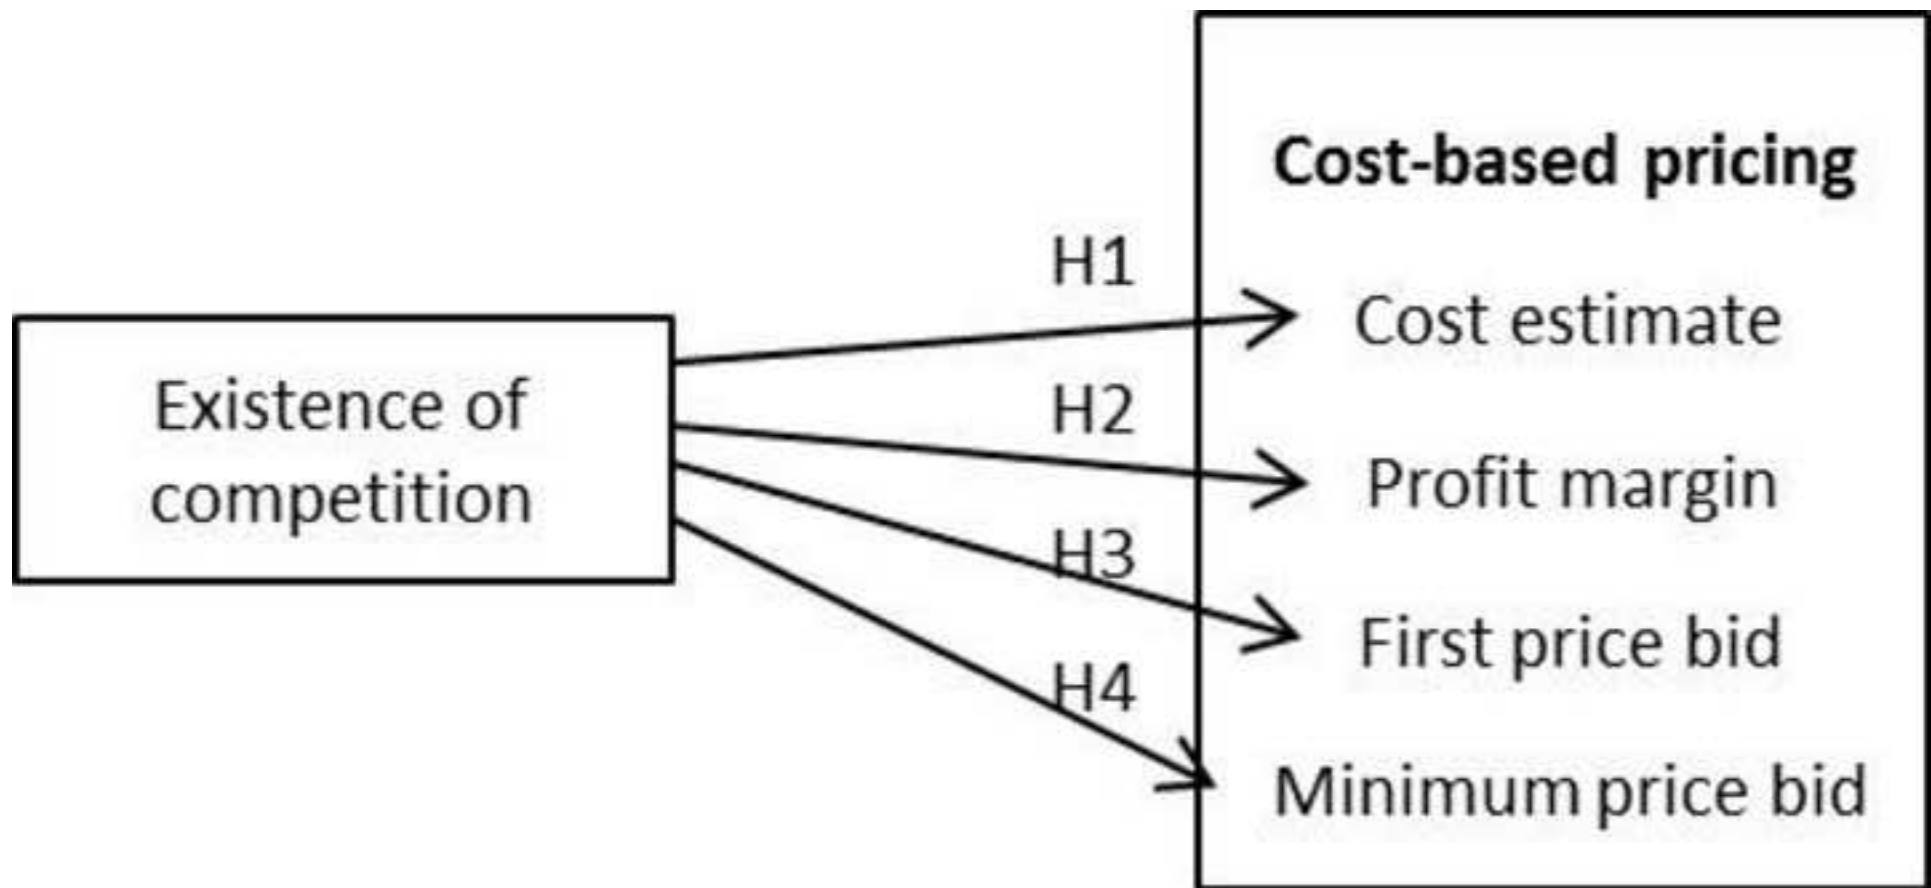 Existence of
competition
H1
H2
H3
H4
Cost-based pricing
Cost estimate
Profit margin
First price bid
Minimum price bid